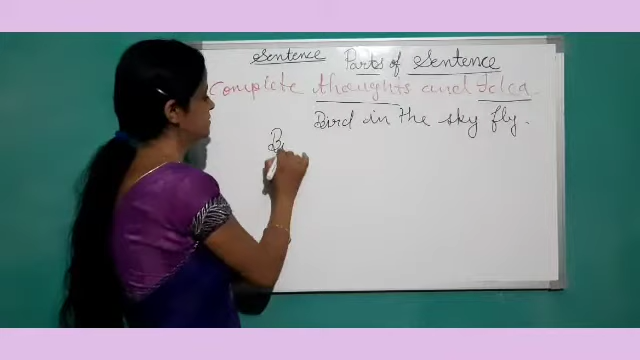 Sentence Parts of Sentence
Complete thoughts and Idea.
Bird in the sky fly.
B